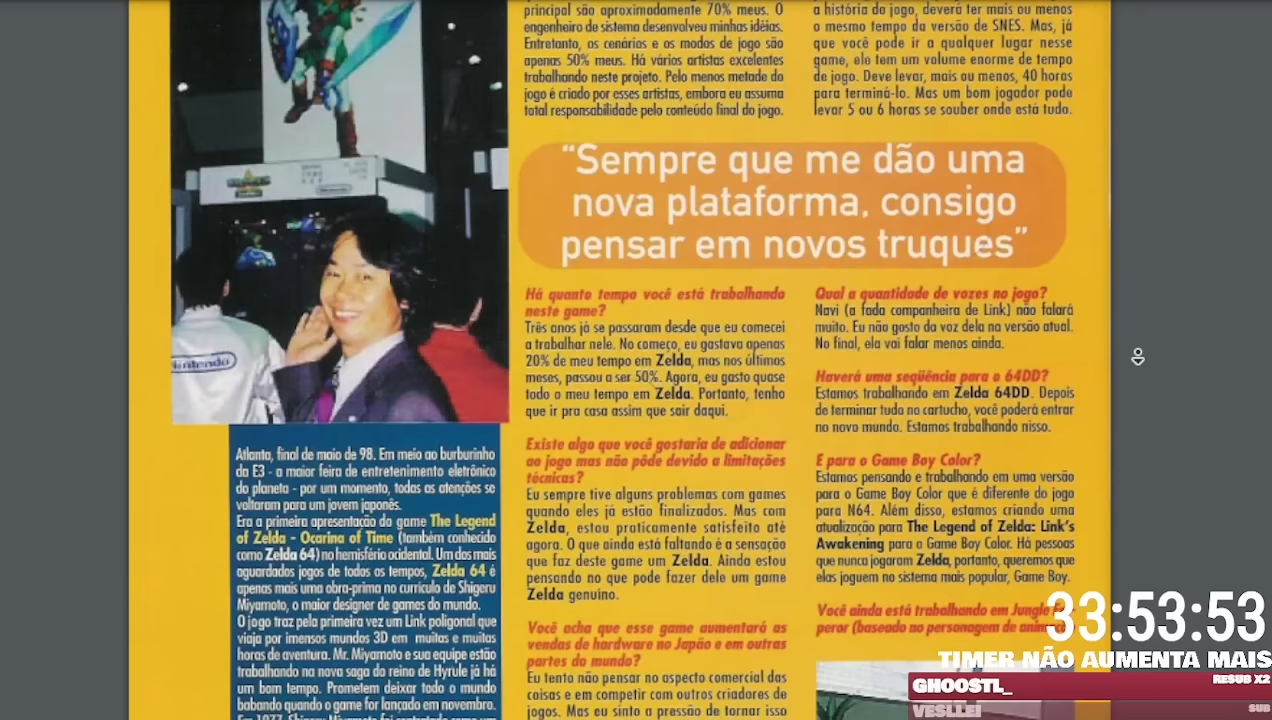 principal são aproximadamente 70% meus. O
engenheiro de sistema desenvolveu minhas idéias.
Entretanto, os cenários e os modos de jogo são
apenas 50% meus. Há vários artistas excelentes
trabalhando neste projeto. Pelo menos metade do
jogo é criado por esses artistas, embora eu assuma
total responsabilidade pelo conteúdo final do jogo.
a história do jogo, deverá ter mais ou menos
o mesmo tempo da versão de SNES. Mas, já
que você pode ir a qualquer lugar nesse
game, ele tem um volume enorme de tempo
de jogo. Deve levar, mais ou menos, 40 horas
para terminá-lo. Mas um bom jogador pode
levar 5 ou 6 horas se souber onde está tudo.
“Sempre que me dão uma
nova plataforma, consigo
pensar em novos truques”
Nintendo
Atlanta, final de maio de 98. Em meio ao burburinho
da E3 - a maior feira de entretenimento eletrônico
do planeta - por um momento, todas as atenções se
voltaram para um jovem japonês.
Era a primeira apresentação do game The Legend
of Zelda - Ocarina of Time (também conhecido
como Zelda 64) no hemisfério ocidental. Um dos mais
aguardados jogos de todos os tempos, Zelda 64 é
apenas mais uma obra-prima no currículo de Shigeru
Miyamoto, o maior designer de games do mundo.
O jogo traz pela primeira vez um Link poligonal que
viaja por imensos mundos 3D em muitas e muitas
horas de aventura. Mr. Miyamoto e sua equipe estão
trabalhando na nova saga do reino de Hyrule já há
um bom tempo. Prometem deixar todo o mundo
babando quando o game for lançado em novembro.
Em 1977, Shigeru Miyamoto foi contratado como um
Há quanto tempo você está trabalhando
neste game?
Três anos já se passaram desde que eu comecei
a trabalhar nele. No começo, eu gastava apenas
20% de meu tempo em Zelda, mas nos últimos
meses, passou a ser 50%. Agora, eu gasto quase
todo o meu tempo em Zelda. Portanto, tenho
que ir pra casa assim que sair daqui.
Existe algo que você gostaria de adicionar
ao jogo mas não pôde devido a limitações
técnicas?
Eu sempre tive alguns problemas com games
quando eles já estão finalizados. Mas com
Zelda, estou praticamente satisfeito até
agora. O que ainda está faltando é a sensação
que faz deste game um Zelda. Ainda estou
pensando no que pode fazer dele um game
Zelda genuíno.
Você acha que esse game aumentará as
vendas de hardware no Japão e em outras
partes do mundo?
Eu tento não pensar no aspecto comercial das
coisas e em competir com outros criadores de
jogos. Mas eu sinto a pressão de tornar isso
Qual a quantidade de vozes no jogo?
Navi (a fada companheira de Link) não falará
muito. Eu não gosto da voz dela na versão atual.
No final, ela vai falar menos ainda.
Haverá uma seqüência para o 64DD?
Estamos trabalhando em Zelda 64DD. Depois
de terminar tudo no cartucho, você poderá entrar
no novo mundo. Estamos trabalhando nisso.
E para o Game Boy Color?
Estamos pensando e trabalhando em uma versão
para o Game Boy Color que é diferente do jogo
para N64. Além disso, estamos criando uma
atualização para The Legend of Zelda: Link's
Awakening para o Game Boy Color. Há pessoas
que nunca jogaram Zelda, portanto, queremos que
elas joguem no sistema mais popular, Game Boy.
Você ainda está trabalhando em Jungle
peror (baseado no personagem de
33:53:53
TIMER NÃO AUMENTA MAIS
GHOOSTL_ RESUB X2
VESLLEI SUB